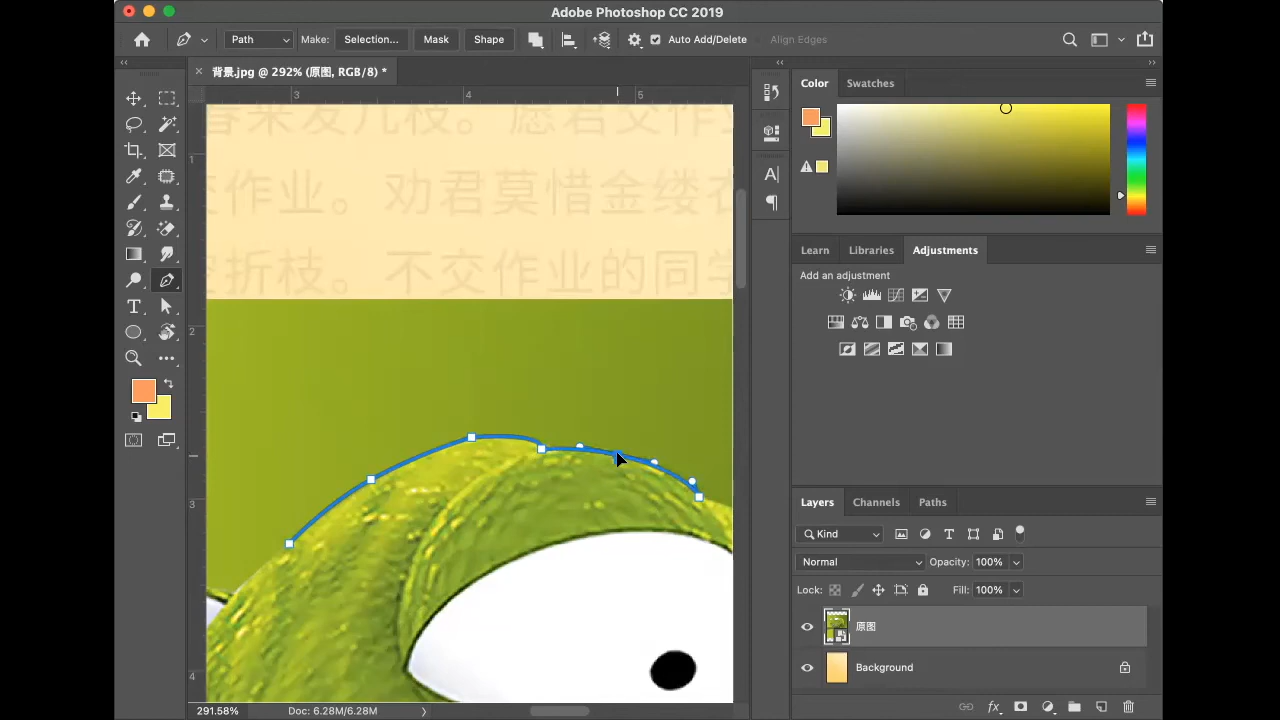 Adobe Photoshop CC 2019
Path Make: Selection... Mask Shape Auto Add/Delete Align Edges
背景.jpg @ 292% (原图, RGB/8) *
3 4 5
春来发几枝。愿君交作业
1
交作业。劝君莫惜金缕衣
折枝。不交作业的同学
2
3
4
291.58% Doc: 6.28M/6.28M
Color Swatches
Learn Libraries Adjustments
Add an adjustment
Layers Channels Paths
Kind
Normal Opacity: 100%
Lock: Fill: 100%
原图
Background